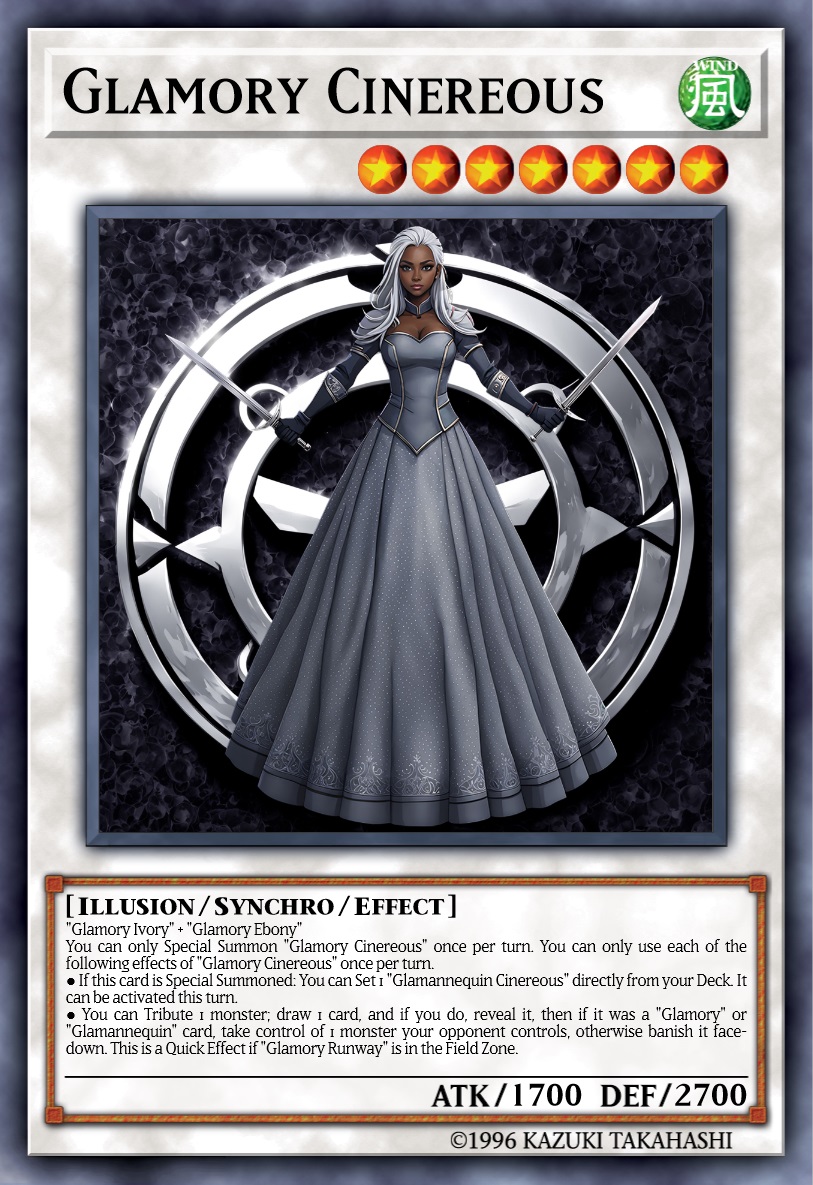 Glamory Cinereous
WIND
風
[Illusion/Synchro/Effect]
"Glamory Ivory" + "Glamory Ebony"
You can only Special Summon "Glamory Cinereous" once per turn. You can only use each of the
following effects of "Glamory Cinereous" once per turn.
● If this card is Special Summoned: You can Set 1 "Glamannequin Cinereous" directly from your Deck. It
can be activated this turn.
● You can Tribute 1 monster; draw 1 card, and if you do, reveal it, then if it was a "Glamory" or
"Glamannequin" card, take control of 1 monster your opponent controls, otherwise banish it face-
down. This is a Quick Effect if "Glamory Runway" is in the Field Zone.
ATK/1700 DEF/2700
©1996 KAZUKI TAKAHASHI